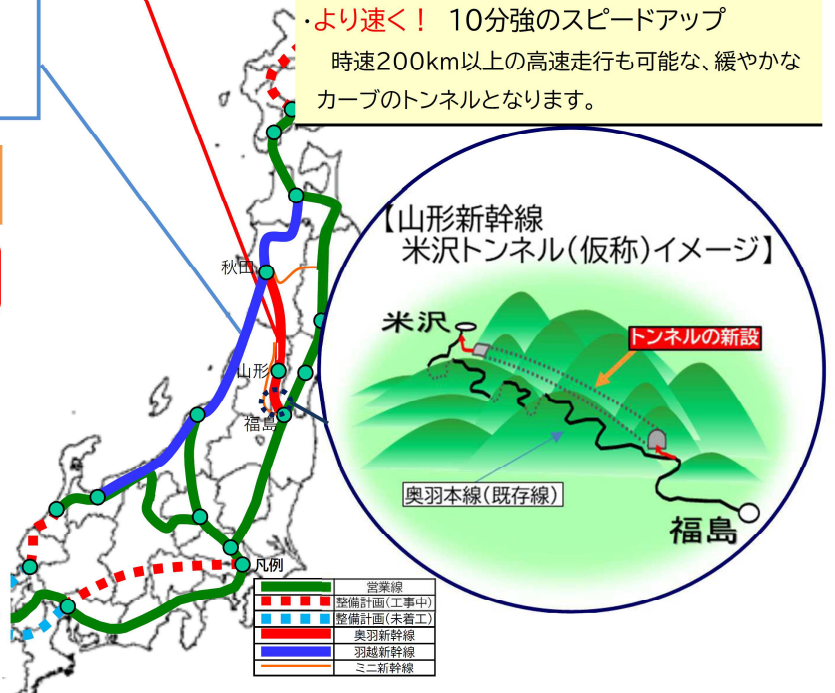 ・より速く！ 10分強のスピードアップ
時速200km以上の高速走行も可能な、緩やかな
カーブのトンネルとなります。
【山形新幹線
米沢トンネル(仮称)イメージ】
米沢
トンネルの新設
奥羽本線(既存線)
福島
秋田
山形
福島
凡例
営業線
整備計画(工事中)
整備計画(未着工)
奥羽新幹線
羽越新幹線
ミニ新幹線